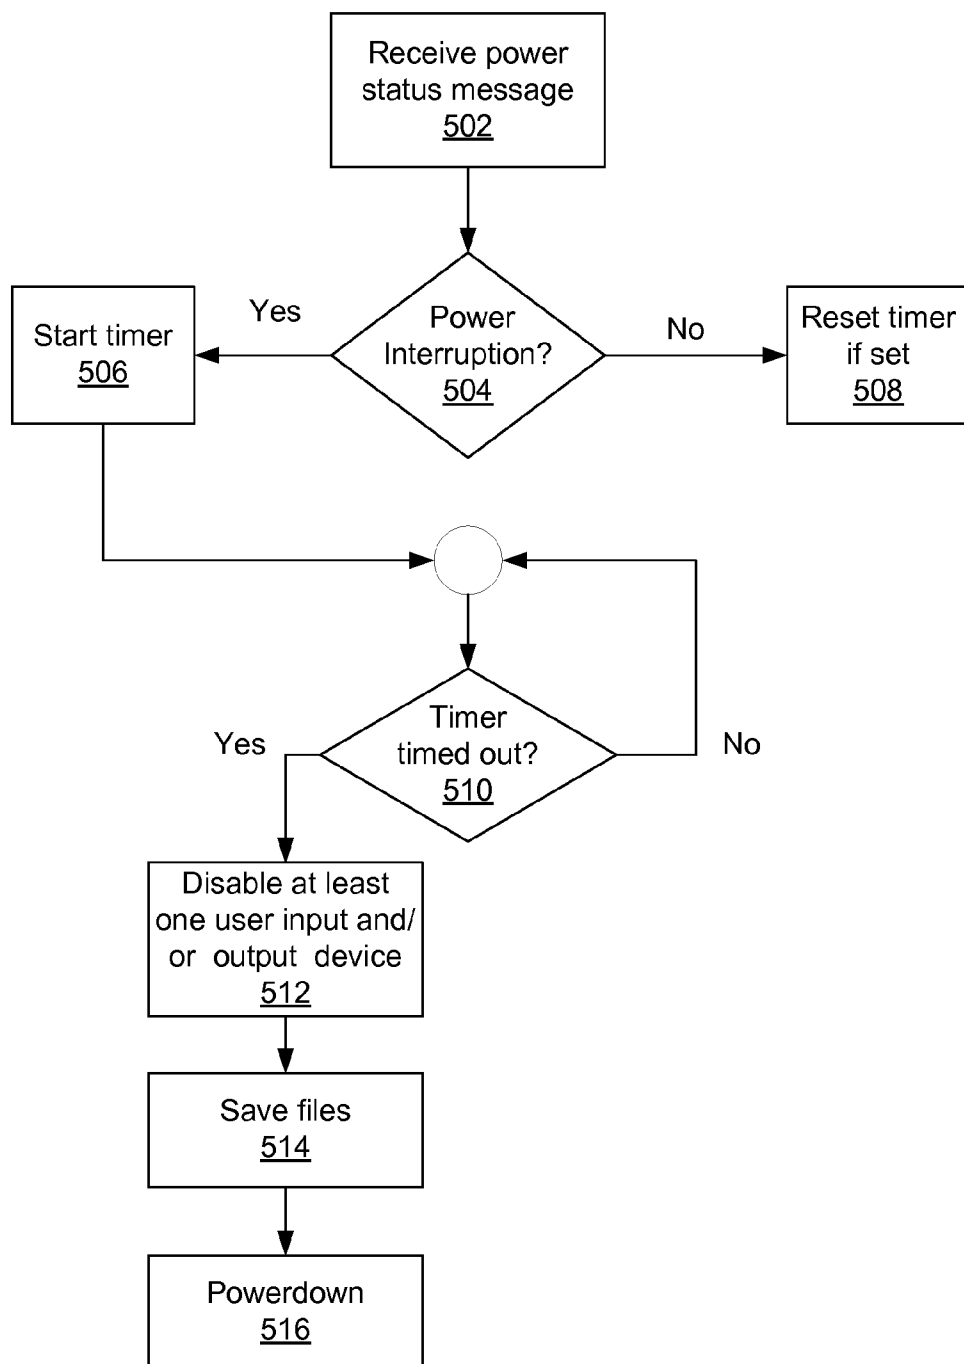 Receive power
status message
502
Power
Interruption?
504
Yes
No
Start timer
506
Reset timer
if set
508
Timer
timed out?
510
Yes
No
Disable at least
one user input and/
or output device
512
Save files
514
Powerdown
516